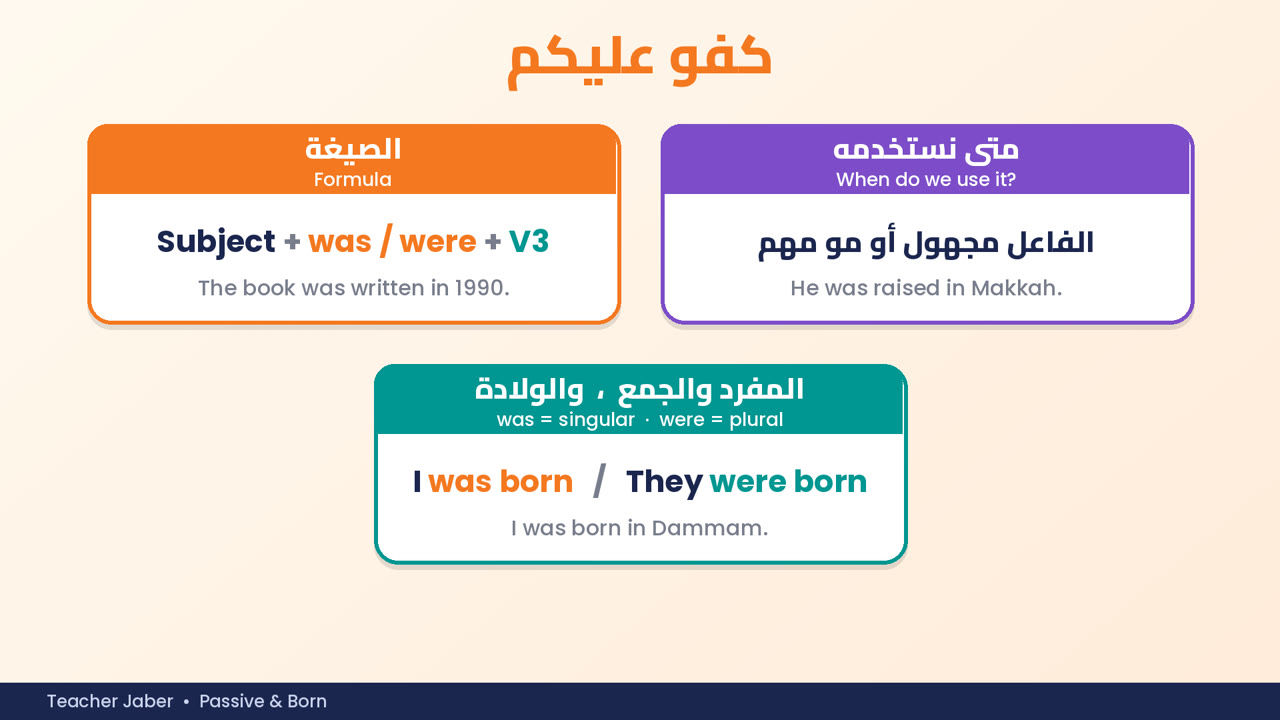 كفو عليكم
الصيغة
Formula
Subject + was / were + V3
The book was written in 1990.
متى نستخدمه
When do we use it?
الفاعل مجهول أو مو مهم
He was raised in Makkah.
المفرد والجمع ، والولادة
was = singular · were = plural
I was born / They were born
I was born in Dammam.
Teacher Jaber • Passive & Born